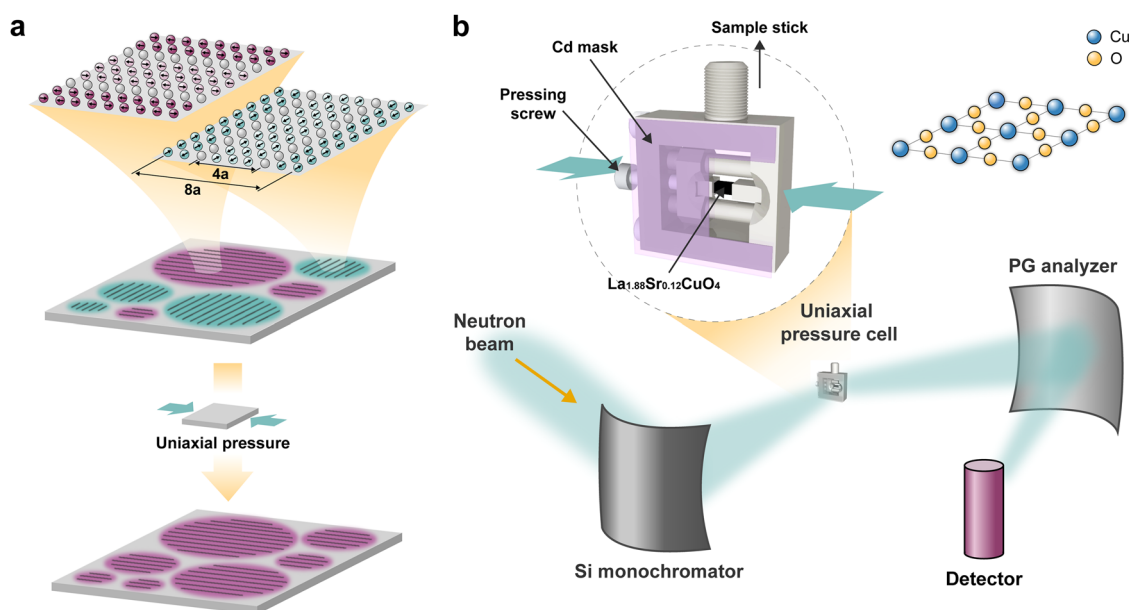 a
4a
8a
Uniaxial pressure
b
Sample stick
Cd mask
Pressing
screw
Cu
O
La₁.₈₈Sr₀.₁₂CuO₄
Uniaxial
pressure cell
Neutron
beam
PG analyzer
Si monochromator
Detector